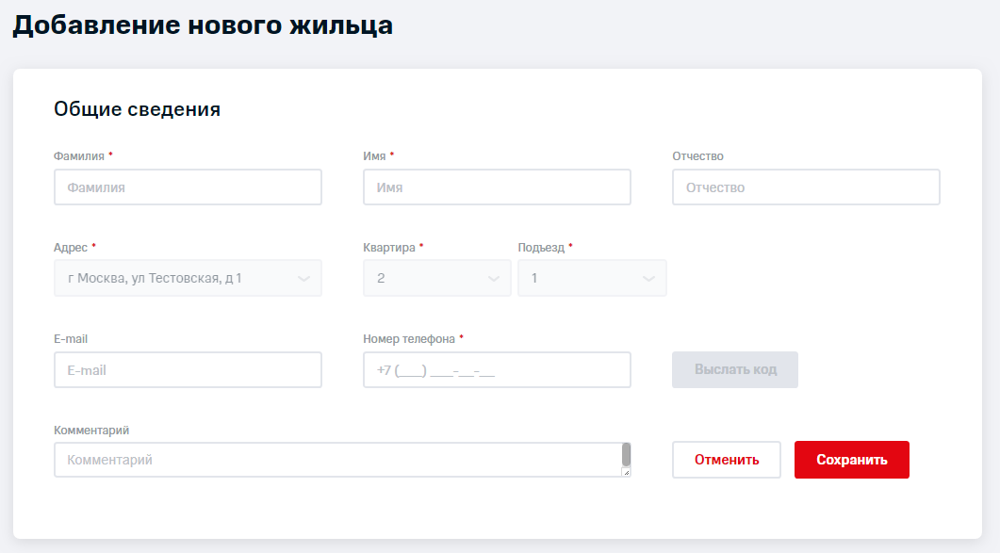 Добавление нового жильца
Общие сведения
Фамилия * Имя * Отчество
Фамилия Имя Отчество
Адрес * Квартира * Подъезд *
г Москва, ул Тестовская, д 1 2 1
E-mail Номер телефона *
E-mail +7 (___) ___-__-__ Выслать код
Комментарий
Комментарий Отменить Сохранить